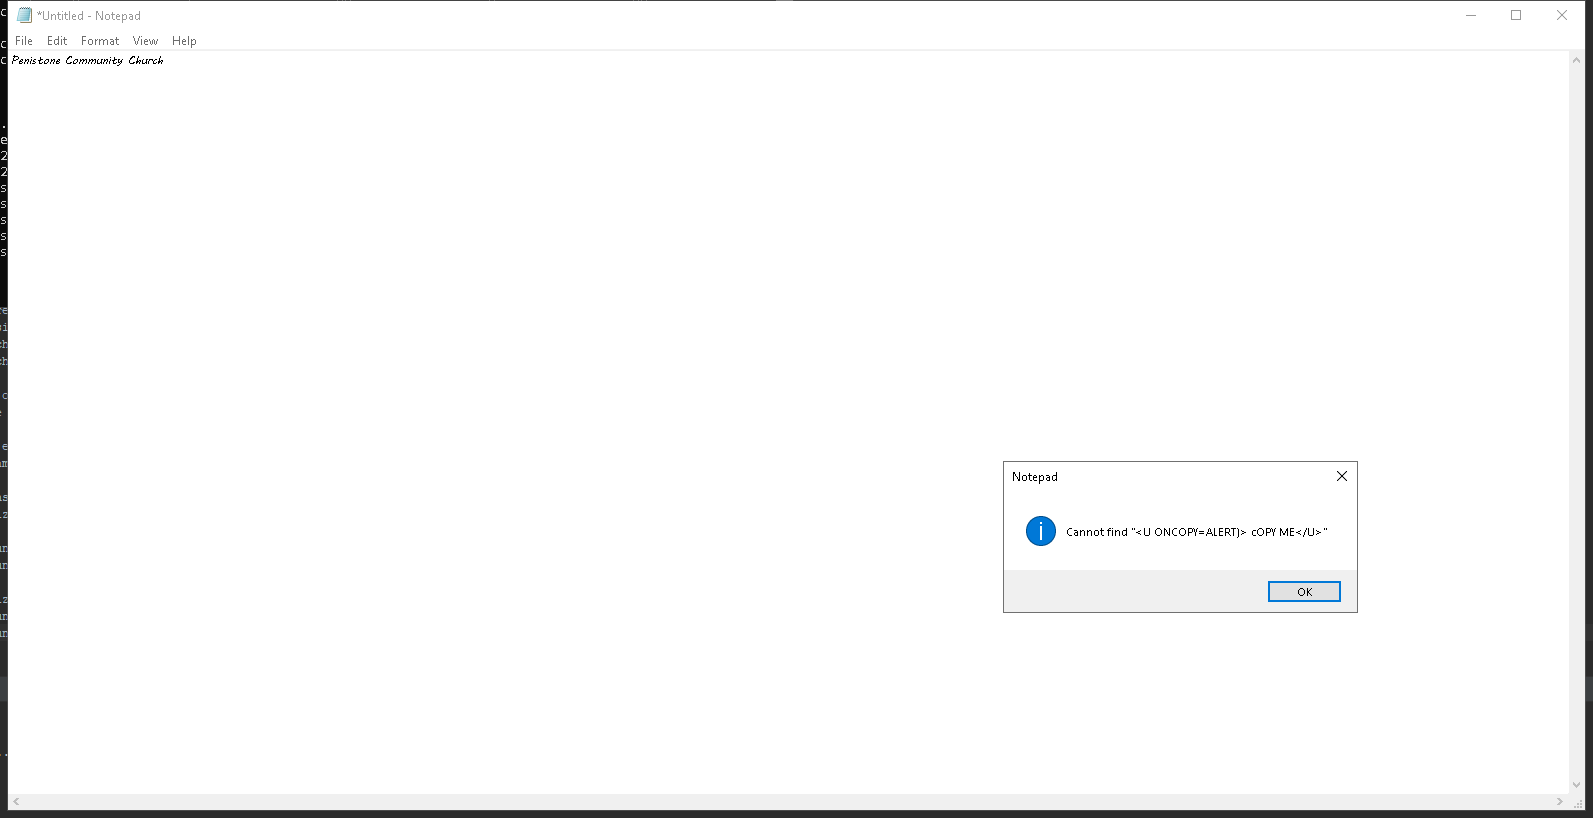 *Untitled - Notepad
File Edit Format View Help
Penistone Community Church
Notepad
Cannot find "<U ONCOPY=ALERT)> cOPY ME</U>"
OK